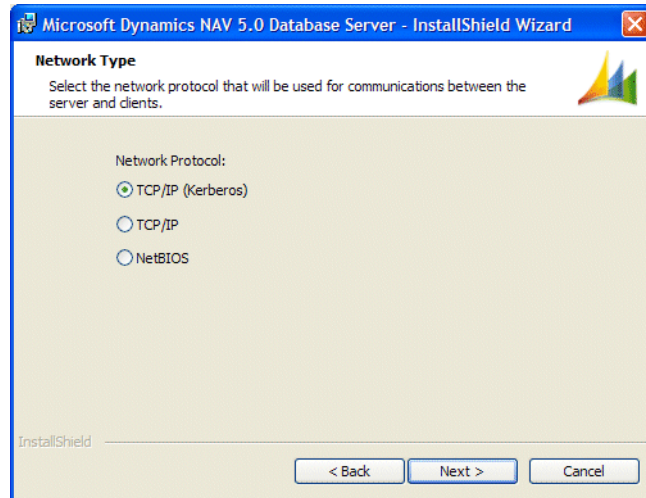 Microsoft Dynamics NAV 5.0 Database Server - InstallShield Wizard
Network Type
Select the network protocol that will be used for communications between the
server and clients.
Network Protocol:
TCP/IP (Kerberos)
TCP/IP
NetBIOS
InstallShield
< Back
Next >
Cancel